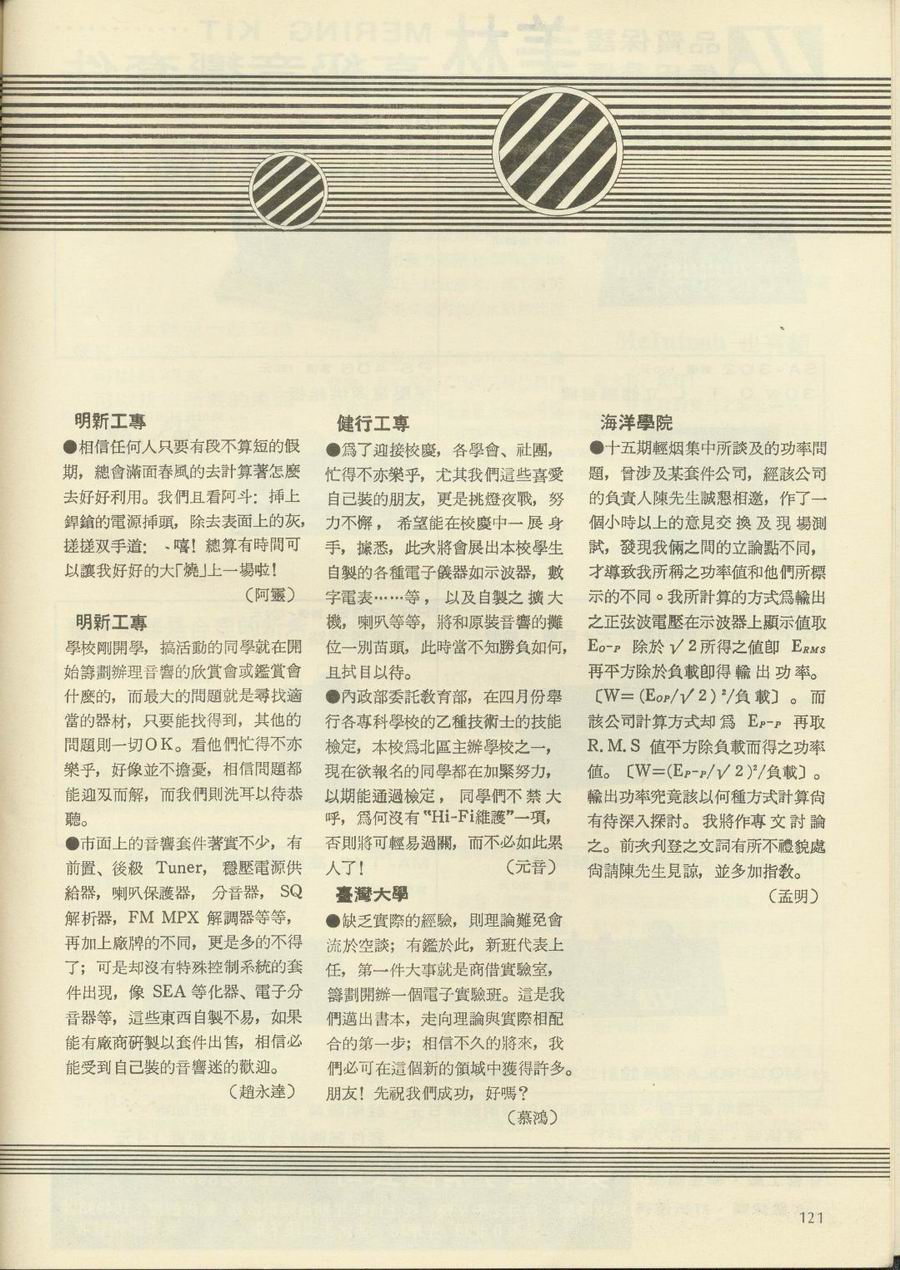 明新工專
●相信任何人只要有段不算短的假
期，總會滿面春風的去計算著怎麼
去好好利用。我們且看阿斗：揷上
銲鎗的電源揷頭，除去表面上的灰，
搓搓双手道：、嘻！總算有時間可
以讓我好好的大「燒」上一場啦！
（阿靈）
明新工專
學校剛開學，搞活動的同學就在開
始籌劃辦理音響的欣賞會或鑑賞會
什麼的，而最大的問題就是尋找適
當的器材，只要能找得到，其他的
問題則一切OK。看他們忙得不亦
樂乎，好像並不擔憂，相信問題都
能迎刄而解，而我們則洗耳以待恭
聽。
●市面上的音響套件著實不少，有
前置、後級 Tuner，穩壓電源供
給器，喇叭保護器，分音器，SQ
解析器，FM MPX 解調器等等，
再加上廠牌的不同，更是多的不得
了；可是却沒有特殊控制系統的套
件出現，像 SEA 等化器、電子分
音器等，這些東西自製不易，如果
能有廠商硏製以套件出售，相信必
能受到自己裝的音響迷的歡迎。
（趙永達）
健行工專
●爲了迎接校慶，各學會、社團，
忙得不亦樂乎，尤其我們這些喜愛
自己裝的朋友，更是挑燈夜戰，努
力不懈，希望能在校慶中一展身
手，據悉，此次將會展出本校學生
自製的各種電子儀器如示波器，數
字電表……等，以及自製之擴大
機，喇叭等等，將和原裝音響的攤
位一別苗頭，此時當不知勝負如何，
且拭目以待。
●內政部委託敎育部，在四月份舉
行各專科學校的乙種技術士的技能
檢定，本校爲北區主辦學校之一，
現在欲報名的同學都在加緊努力，
以期能通過檢定，同學們不禁大
呼，爲何沒有“Hi-Fi維護”一項，
否則將可輕易過關，而不必如此累
人了！（元音）
臺灣大學
●缺乏實際的經驗，則理論難免會
流於空談；有鑑於此，新班代表上
任，第一件大事就是商借實驗室，
籌劃開辦一個電子實驗班。這是我
們邁出書本，走向理論與實際相配
合的第一步；相信不久的將來，我
們必可在這個新的領域中獲得許多。
朋友！先祝我們成功，好嗎？
（慕鴻）
海洋學院
●十五期輕烟集中所談及的功率問
題，曾涉及某套件公司，經該公司
的負責人陳先生誠懇相邀，作了一
個小時以上的意見交換及現場測
試，發現我倆之間的立論點不同，
才導致我所稱之功率值和他們所標
示的不同。我所計算的方式爲輸出
之正弦波電壓在示波器上顯示值取
E₀₋ₚ 除於√2所得之値卽 E_RMS
再平方除於負載卽得輸出功率。
〔W=(E₀ₚ/√2)²/負載〕。而
該公司計算方式却爲 Eₚ₋ₚ 再取
R.M.S 值平方除負載而得之功率
值。〔W=(Eₚ₋ₚ/√2)²/負載〕。
輸出功率究竟該以何種方式計算尙
有待深入探討。我將作專文討論
之。前次刋登之文詞有所不禮貌處
尙請陳先生見諒，並多加指敎。
（孟明）
121